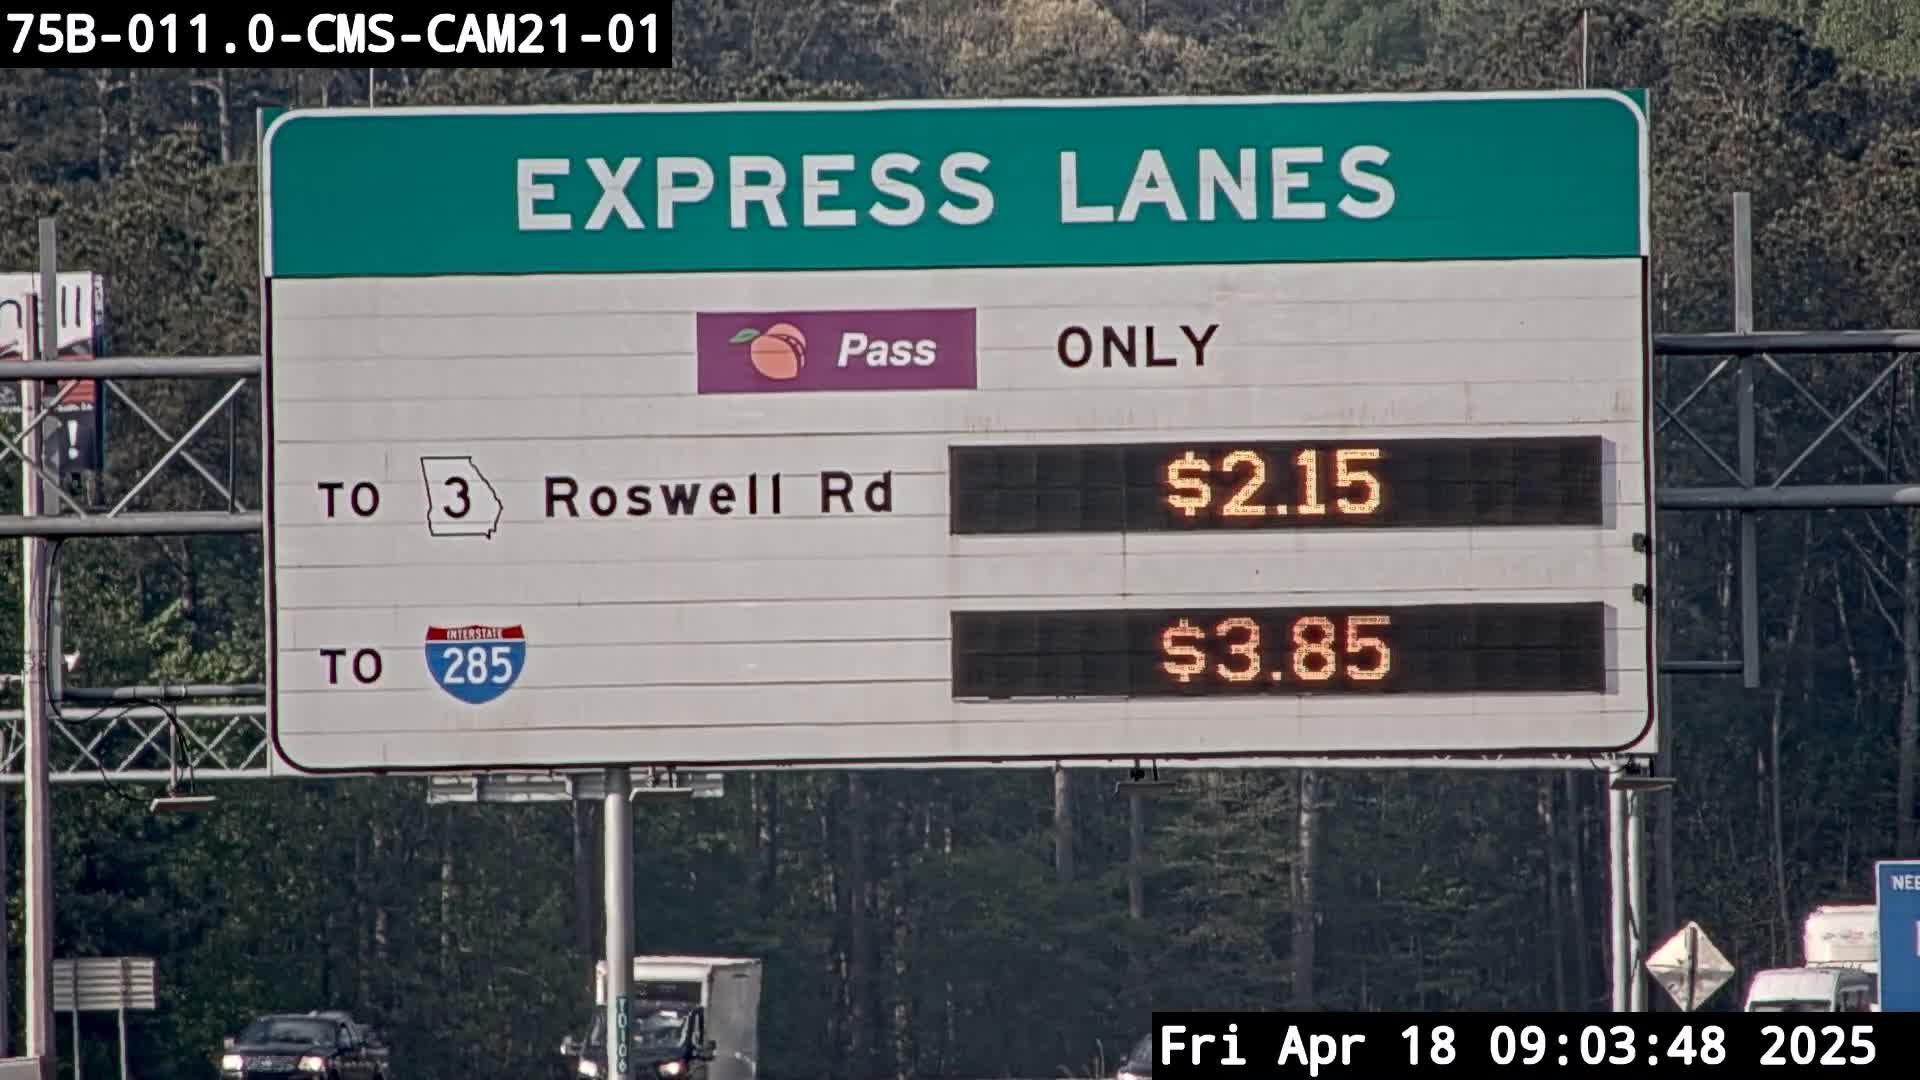 75B-011.0-CMS-CAM21-01
EXPRESS LANES
Pass ONLY
TO 3 Roswell Rd $2.15
TO INTERSTATE 285 $3.85
Fri Apr 18 09:03:48 2025